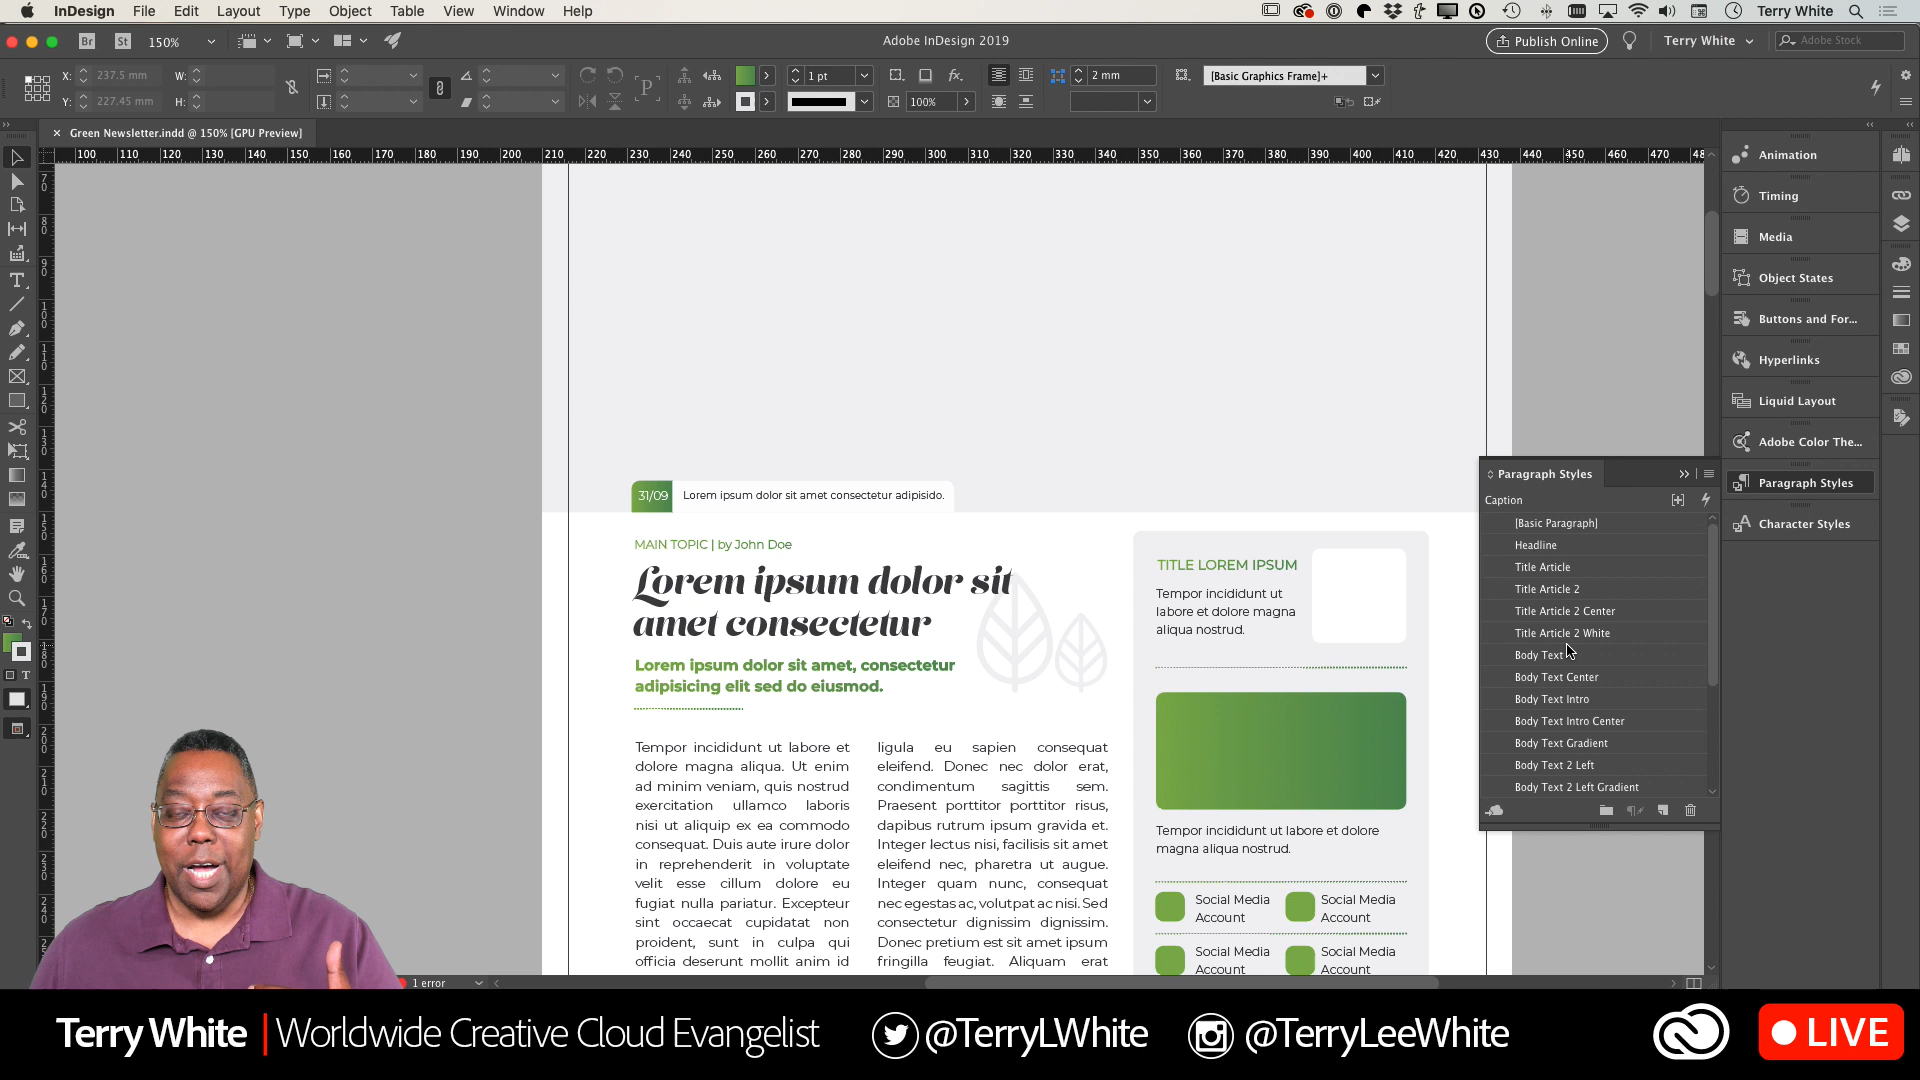 InDesign File Edit Layout Type Object Table View Window Help
Terry White
Br St 150%
Adobe InDesign 2019
Publish Online
Terry White
Adobe Stock
X: 237.5 mm W:
1 pt
2 mm
[Basic Graphics Frame]+
Y: 227.45 mm H:
100%
Green Newsletter.indd @ 150% [GPU Preview]
100 110 120 130 140 150 160 170 180 190 200 210 220 230 240 250 260 270 280 290 300 310 320 330 340 350 360 370 380 390 400 410 420 430 440 450 460 470 48
Animation
Timing
Media
Object States
Buttons and For...
Hyperlinks
Liquid Layout
Adobe Color The...
Paragraph Styles
Character Styles
31/09 Lorem ipsum dolor sit amet consectetur adipisido.
MAIN TOPIC | by John Doe
Lorem ipsum dolor sit
amet consectetur
Lorem ipsum dolor sit amet, consectetur
adipisicing elit sed do eiusmod.
Tempor incididunt ut labore et
dolore magna aliqua. Ut enim
ad minim veniam, quis nostrud
exercitation ullamco laboris
nisi ut aliquip ex ea commodo
consequat. Duis aute irure dolor
in reprehenderit in voluptate
velit esse cillum dolore eu
fugiat nulla pariatur. Excepteur
sint occaecat cupidatat non
proident, sunt in culpa qui
officia deserunt mollit anim id
ligula eu sapien consequat
eleifend. Donec nec dolor erat,
condimentum sagittis sem.
Praesent porttitor porttitor risus,
dapibus rutrum ipsum gravida et.
Integer lectus nisi, facilisis sit amet
eleifend nec, pharetra ut augue.
Integer quam nunc, consequat
nec egestas ac, volutpat ac nisi. Sed
consectetur dignissim dignissim.
Donec pretium est sit amet ipsum
fringilla feugiat. Aliquam erat
TITLE LOREM IPSUM
Tempor incididunt ut
labore et dolore magna
aliqua nostrud.
Tempor incididunt ut labore et dolore
magna aliqua nostrud.
Social Media
Account
Social Media
Account
Social Media
Account
Social Media
Account
Paragraph Styles
Caption
[Basic Paragraph]
Headline
Title Article
Title Article 2
Title Article 2 Center
Title Article 2 White
Body Text
Body Text Center
Body Text Intro
Body Text Intro Center
Body Text Gradient
Body Text 2 Left
Body Text 2 Left Gradient
1 error
Terry White | Worldwide Creative Cloud Evangelist @TerryLWhite @TerryLeeWhite LIVE